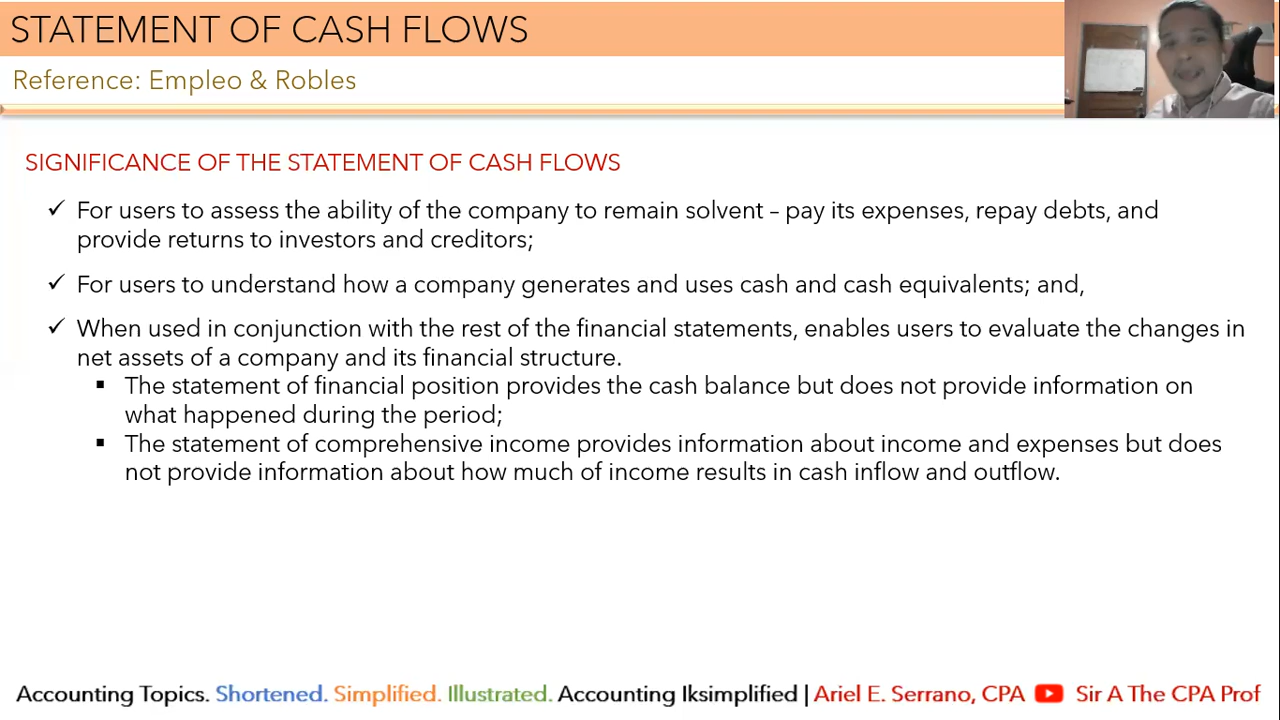 STATEMENT OF CASH FLOWS
Reference: Empleo & Robles
SIGNIFICANCE OF THE STATEMENT OF CASH FLOWS
✓ For users to assess the ability of the company to remain solvent – pay its expenses, repay debts, and
provide returns to investors and creditors;
✓ For users to understand how a company generates and uses cash and cash equivalents; and,
✓ When used in conjunction with the rest of the financial statements, enables users to evaluate the changes in
net assets of a company and its financial structure.
▪ The statement of financial position provides the cash balance but does not provide information on
what happened during the period;
▪ The statement of comprehensive income provides information about income and expenses but does
not provide information about how much of income results in cash inflow and outflow.
Accounting Topics. Shortened. Simplified. Illustrated. Accounting Iksimplified | Ariel E. Serrano, CPA Sir A The CPA Prof